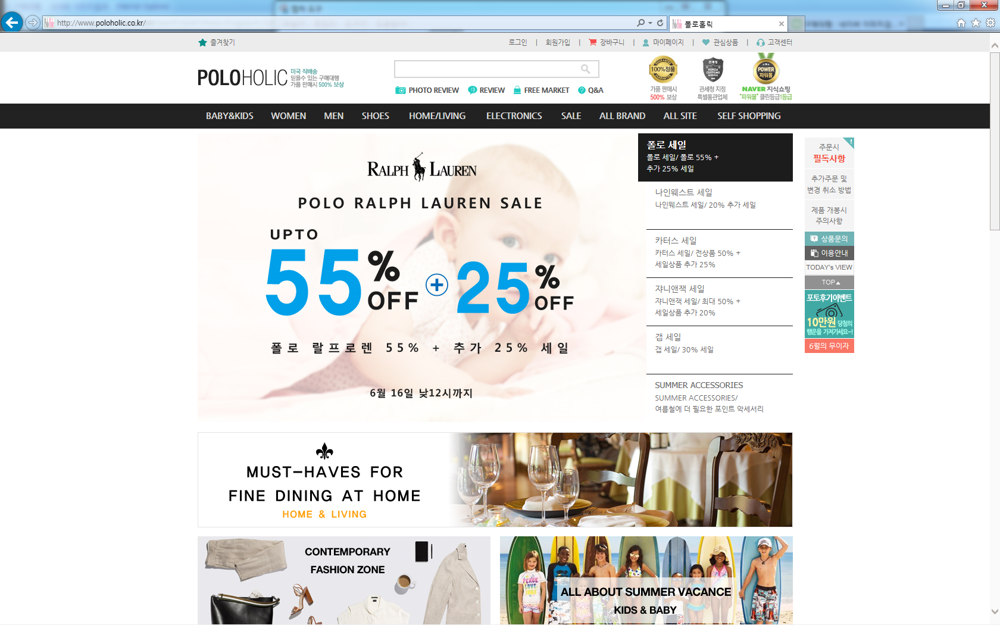 http://www.poloholic.co.kr/
폴로홀릭
즐겨찾기
로그인 | 회원가입 | 장바구니 | 마이페이지 | 관심상품 | 고객센터
POLOHOLIC
미국 직배송
믿을수 있는 구매대행
가품 판매시 500% 보상
PHOTO REVIEW REVIEW FREE MARKET Q&A
GUARANTEE
100%정품
GUARANTEE
가품 판매시
500% 보상
관세청
KOREA
CUSTOMS
SERVICE
관세청 지정
특별통관업체
POWER
파워몰
NAVER 지식쇼핑
"파워몰" 클린등급1등급
BABY&KIDS WOMEN MEN SHOES HOME/LIVING ELECTRONICS SALE ALL BRAND ALL SITE SELF SHOPPING
RALPH LAUREN
POLO RALPH LAUREN SALE
UPTO
55% OFF + 25% OFF
폴로 랄프로렌 55% + 추가 25% 세일
6월 16일 낮12시까지
폴로 세일
폴로 세일/ 폴로 55% +
추가 25% 세일
나인웨스트 세일
나인웨스트 세일/ 20% 추가 세일
카터스 세일
카터스 세일/ 전상품 50% +
세일상품 추가 25%
쟈니앤잭 세일
쟈니앤잭 세일/ 최대 50% +
세일상품 추가 20%
갭 세일
갭 세일/ 30% 세일
SUMMER ACCESSORIES
SUMMER ACCESSORIES/
여름철에 더 필요한 포인트 악세서리
주문시
필독사항
추가주문 및
변경 취소 방법
제품 개봉시
주의사항
상품문의
이용안내
TODAY's VIEW
TOP
포토후기이벤트
10만원 당첨의
행운을 가져가세요~!
6월의 무이자
MUST-HAVES FOR
FINE DINING AT HOME
HOME & LIVING
CONTEMPORARY
FASHION ZONE
PEACE
LOVE
ALL ABOUT SUMMER VACANCE
KIDS & BABY